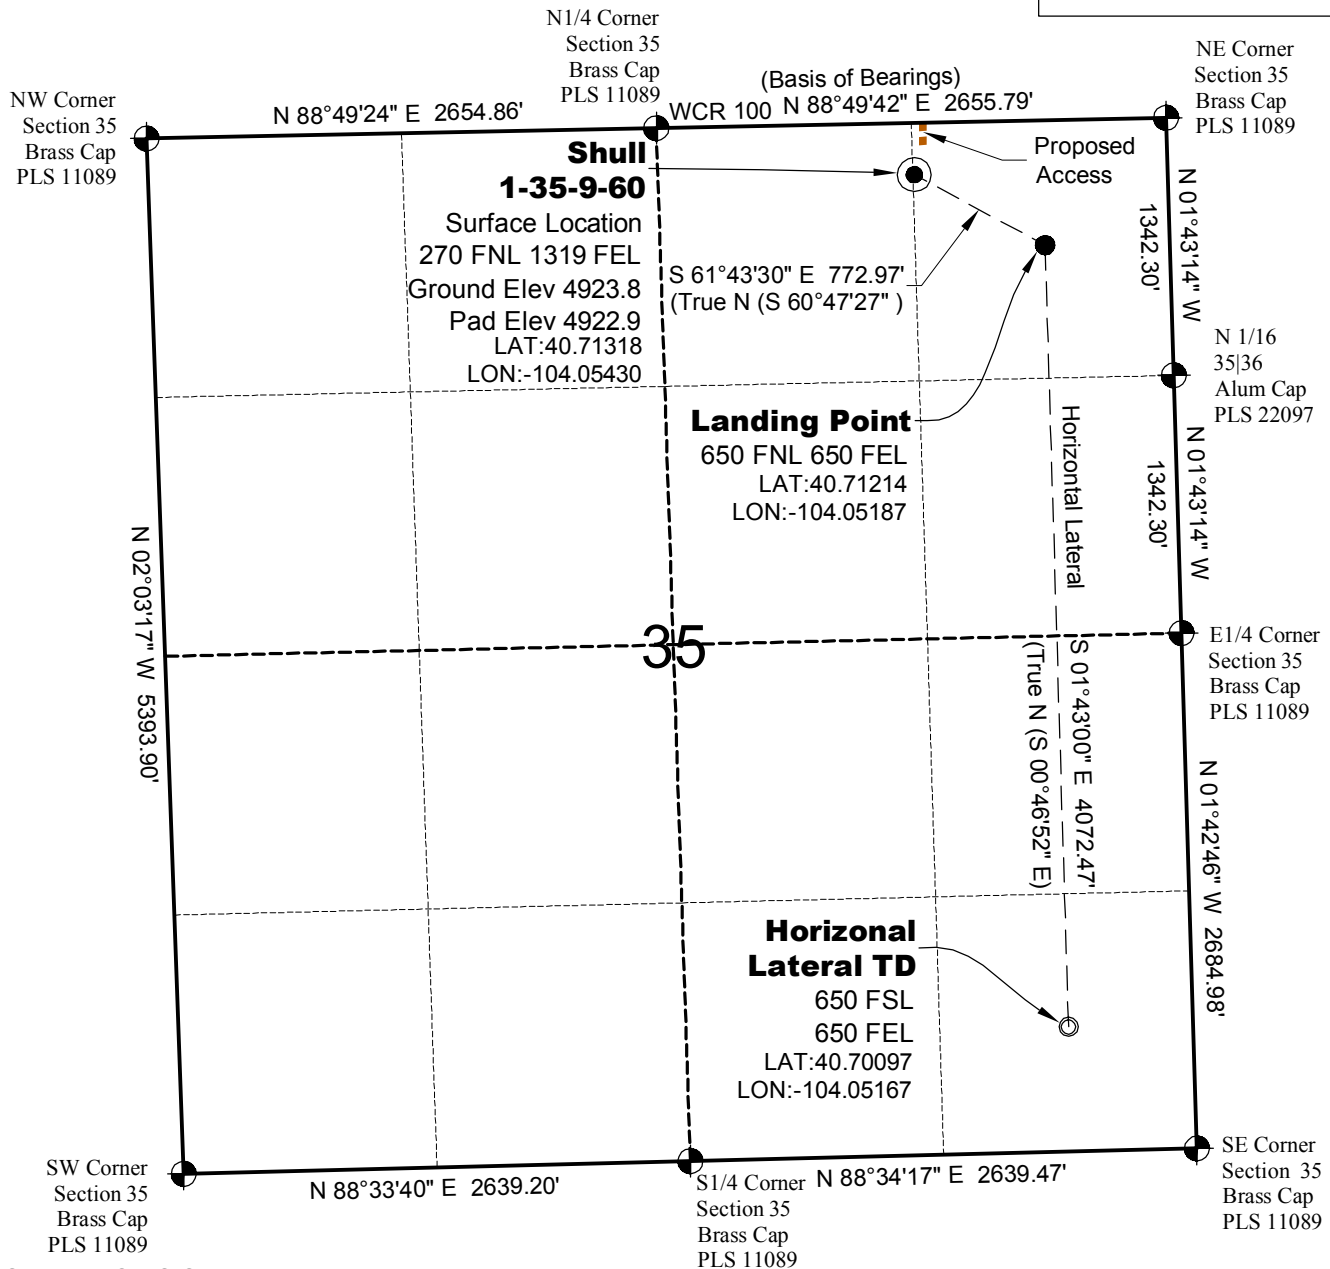 N1/4 Corner
Section 35
Brass Cap
PLS 11089
NE Corner
Section 35
Brass Cap
PLS 11089
NW Corner
Section 35
Brass Cap
PLS 11089
N 88°49'24" E 2654.86'
(Basis of Bearings)
WCR 100 N 88°49'42" E 2655.79'
Shull
1-35-9-60
Surface Location
270 FNL 1319 FEL
Ground Elev 4923.8
Pad Elev 4922.9
LAT:40.71318
LON:-104.05430
Proposed
Access
N 01°43'14" W
1342.30'
S 61°43'30" E 772.97'
(True N (S 60°47'27" )
N 1/16
35|36
Alum Cap
PLS 22097
Landing Point
650 FNL 650 FEL
LAT:40.71214
LON:-104.05187
Horizontal Lateral
N 01°43'14" W
1342.30'
N 02°03'17" W 5393.90'
35
S 01°43'00" E 4072.47'
(True N (S 00°46'52" E)
E1/4 Corner
Section 35
Brass Cap
PLS 11089
N 01°42'46" W 2684.98'
Horizonal
Lateral TD
650 FSL
650 FEL
LAT:40.70097
LON:-104.05167
SW Corner
Section 35
Brass Cap
PLS 11089
N 88°33'40" E 2639.20'
S1/4 Corner
Section 35
Brass Cap
PLS 11089
N 88°34'17" E 2639.47'
SE Corner
Section 35
Brass Cap
PLS 11089